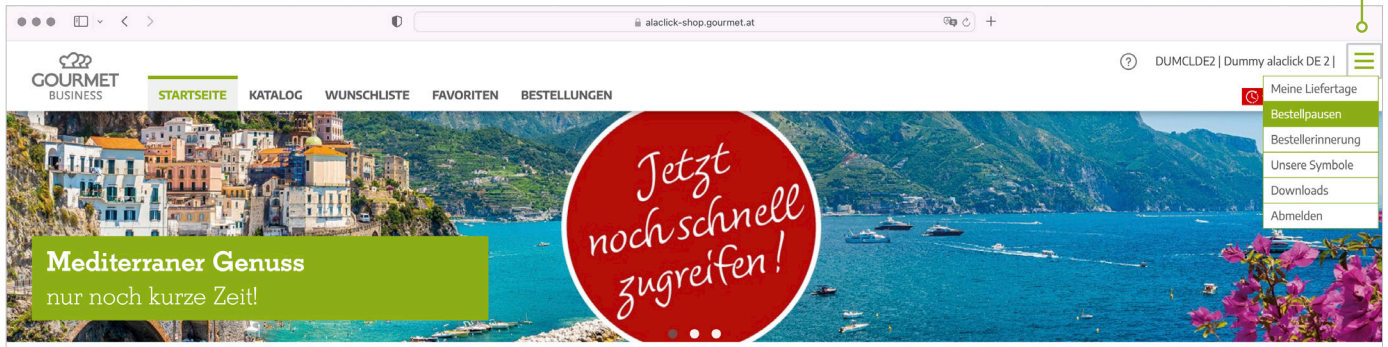 alaclick-shop.gourmet.at
GOURMET
BUSINESS
STARTSEITE KATALOG WUNSCHLISTE FAVORITEN BESTELLUNGEN
? DUMCLDE2 | Dummy alaclick DE 2 |
Meine Liefertage
Bestellpausen
Bestellerinnerung
Unsere Symbole
Downloads
Abmelden
Jetzt
noch schnell
zugreifen!
Mediterraner Genuss
nur noch kurze Zeit!